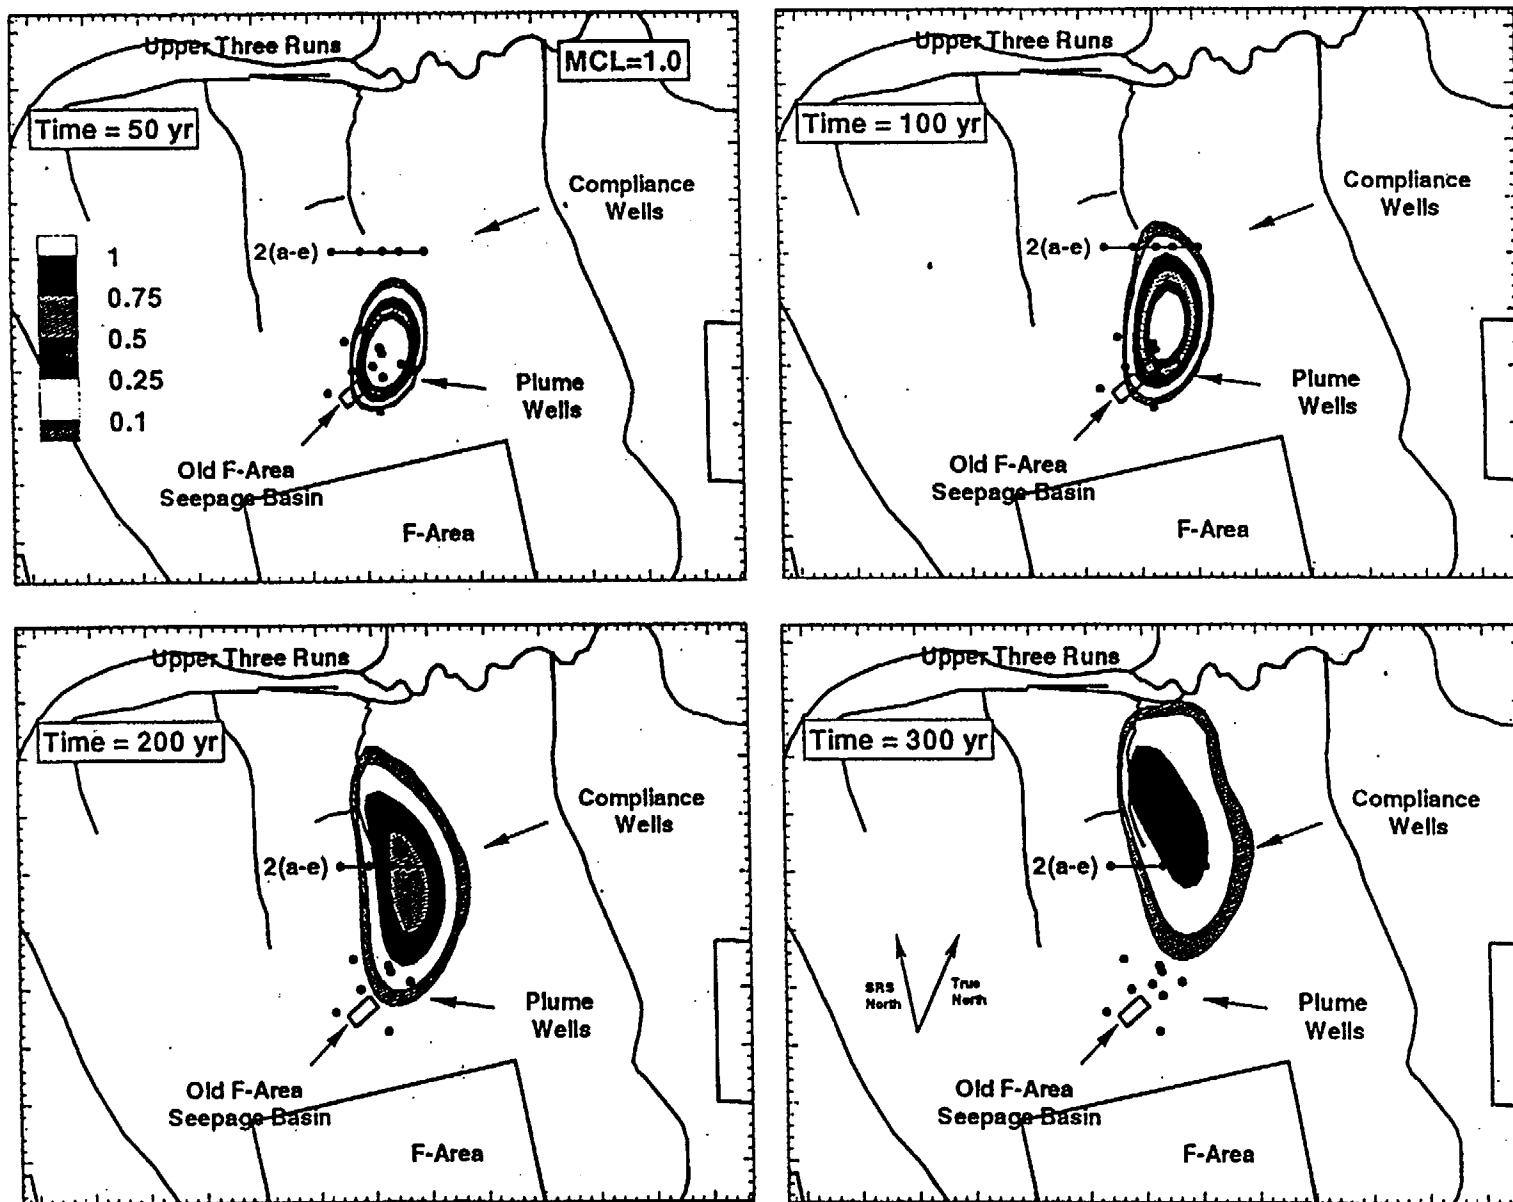 Upper Three Runs
MCL=1.0
Time = 50 yr
Compliance
Wells
2(a-e)
1
0.75
0.5
0.25
0.1
Plume
Wells
Old F-Area
Seepage Basin
F-Area
Upper Three Runs
Time = 100 yr
Compliance
Wells
2(a-e)
Plume
Wells
Old F-Area
Seepage Basin
F-Area
Upper Three Runs
Time = 200 yr
Compliance
Wells
2(a-e)
Plume
Wells
Old F-Area
Seepage Basin
F-Area
Upper Three Runs
Time = 300 yr
Compliance
Wells
2(a-e)
SRS
North
True
North
Plume
Wells
Old F-Area
Seepage Basin
F-Area